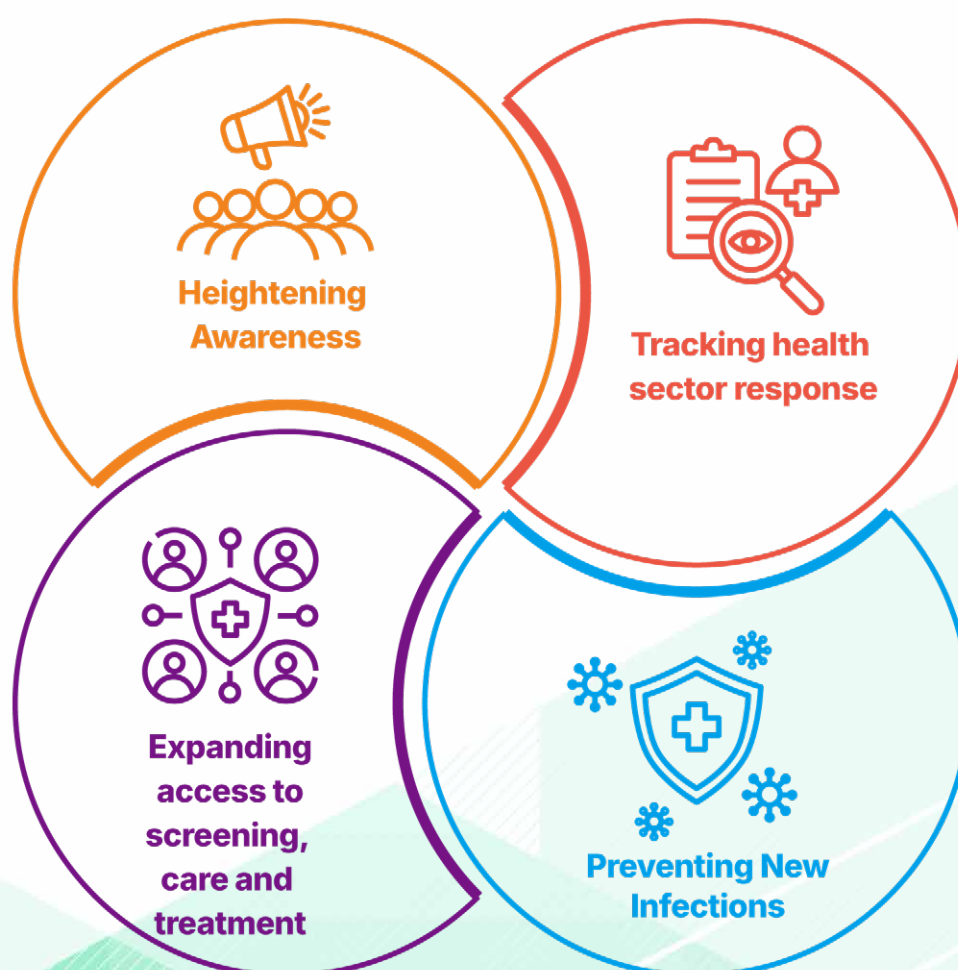 Heightening
Awareness
Tracking health
sector response
Expanding
access to
screening,
care and
treatment
Preventing New
Infections